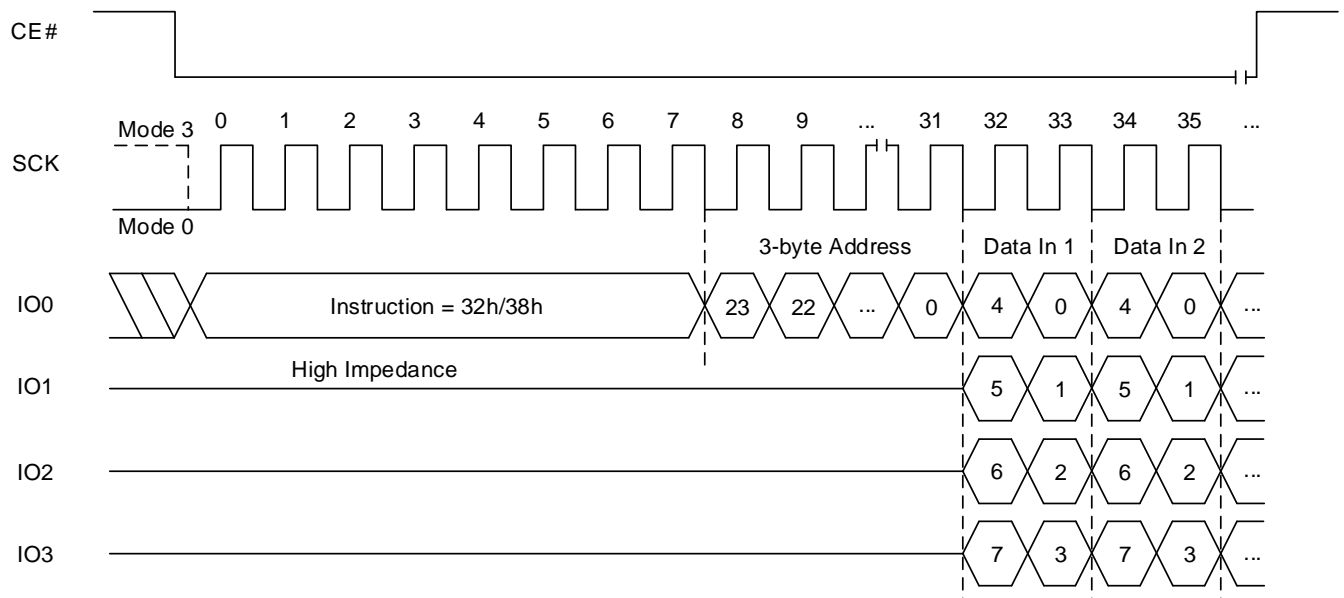 CE#
Mode 3 0 1 2 3 4 5 6 7 8 9 ... 31 32 33 34 35 ...
SCK
Mode 0
3-byte Address Data In 1 Data In 2
IO0 Instruction = 32h/38h 23 22 ... 0 4 0 4 0 ...
High Impedance
IO1 5 1 5 1 ...
IO2 6 2 6 2 ...
IO3 7 3 7 3 ...